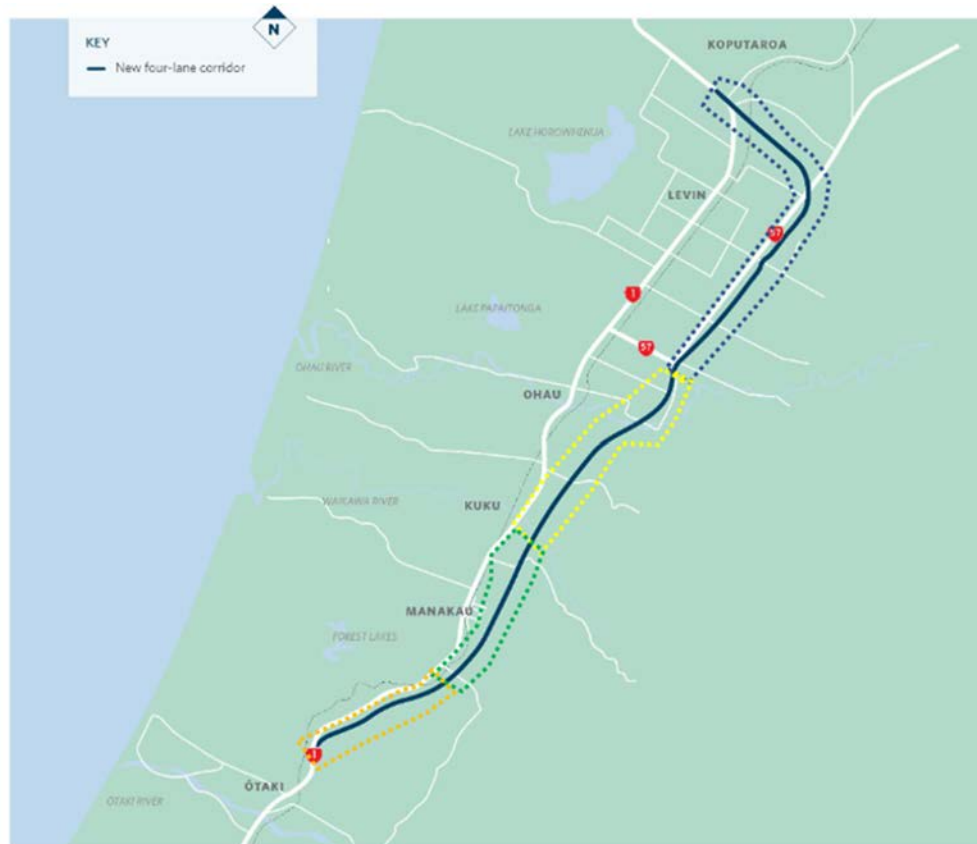 N
KEY
New four-lane corridor
KOPUTAROA
LAKE HOROWHENUA
LEVIN
57
1
LAKE PAPAITONGA
57
OHAU RIVER
OHAU
WAIKAWA RIVER
KUKU
MANAKAU
FOREST LAKES
1
ŌTAKI
ŌTAKI RIVER